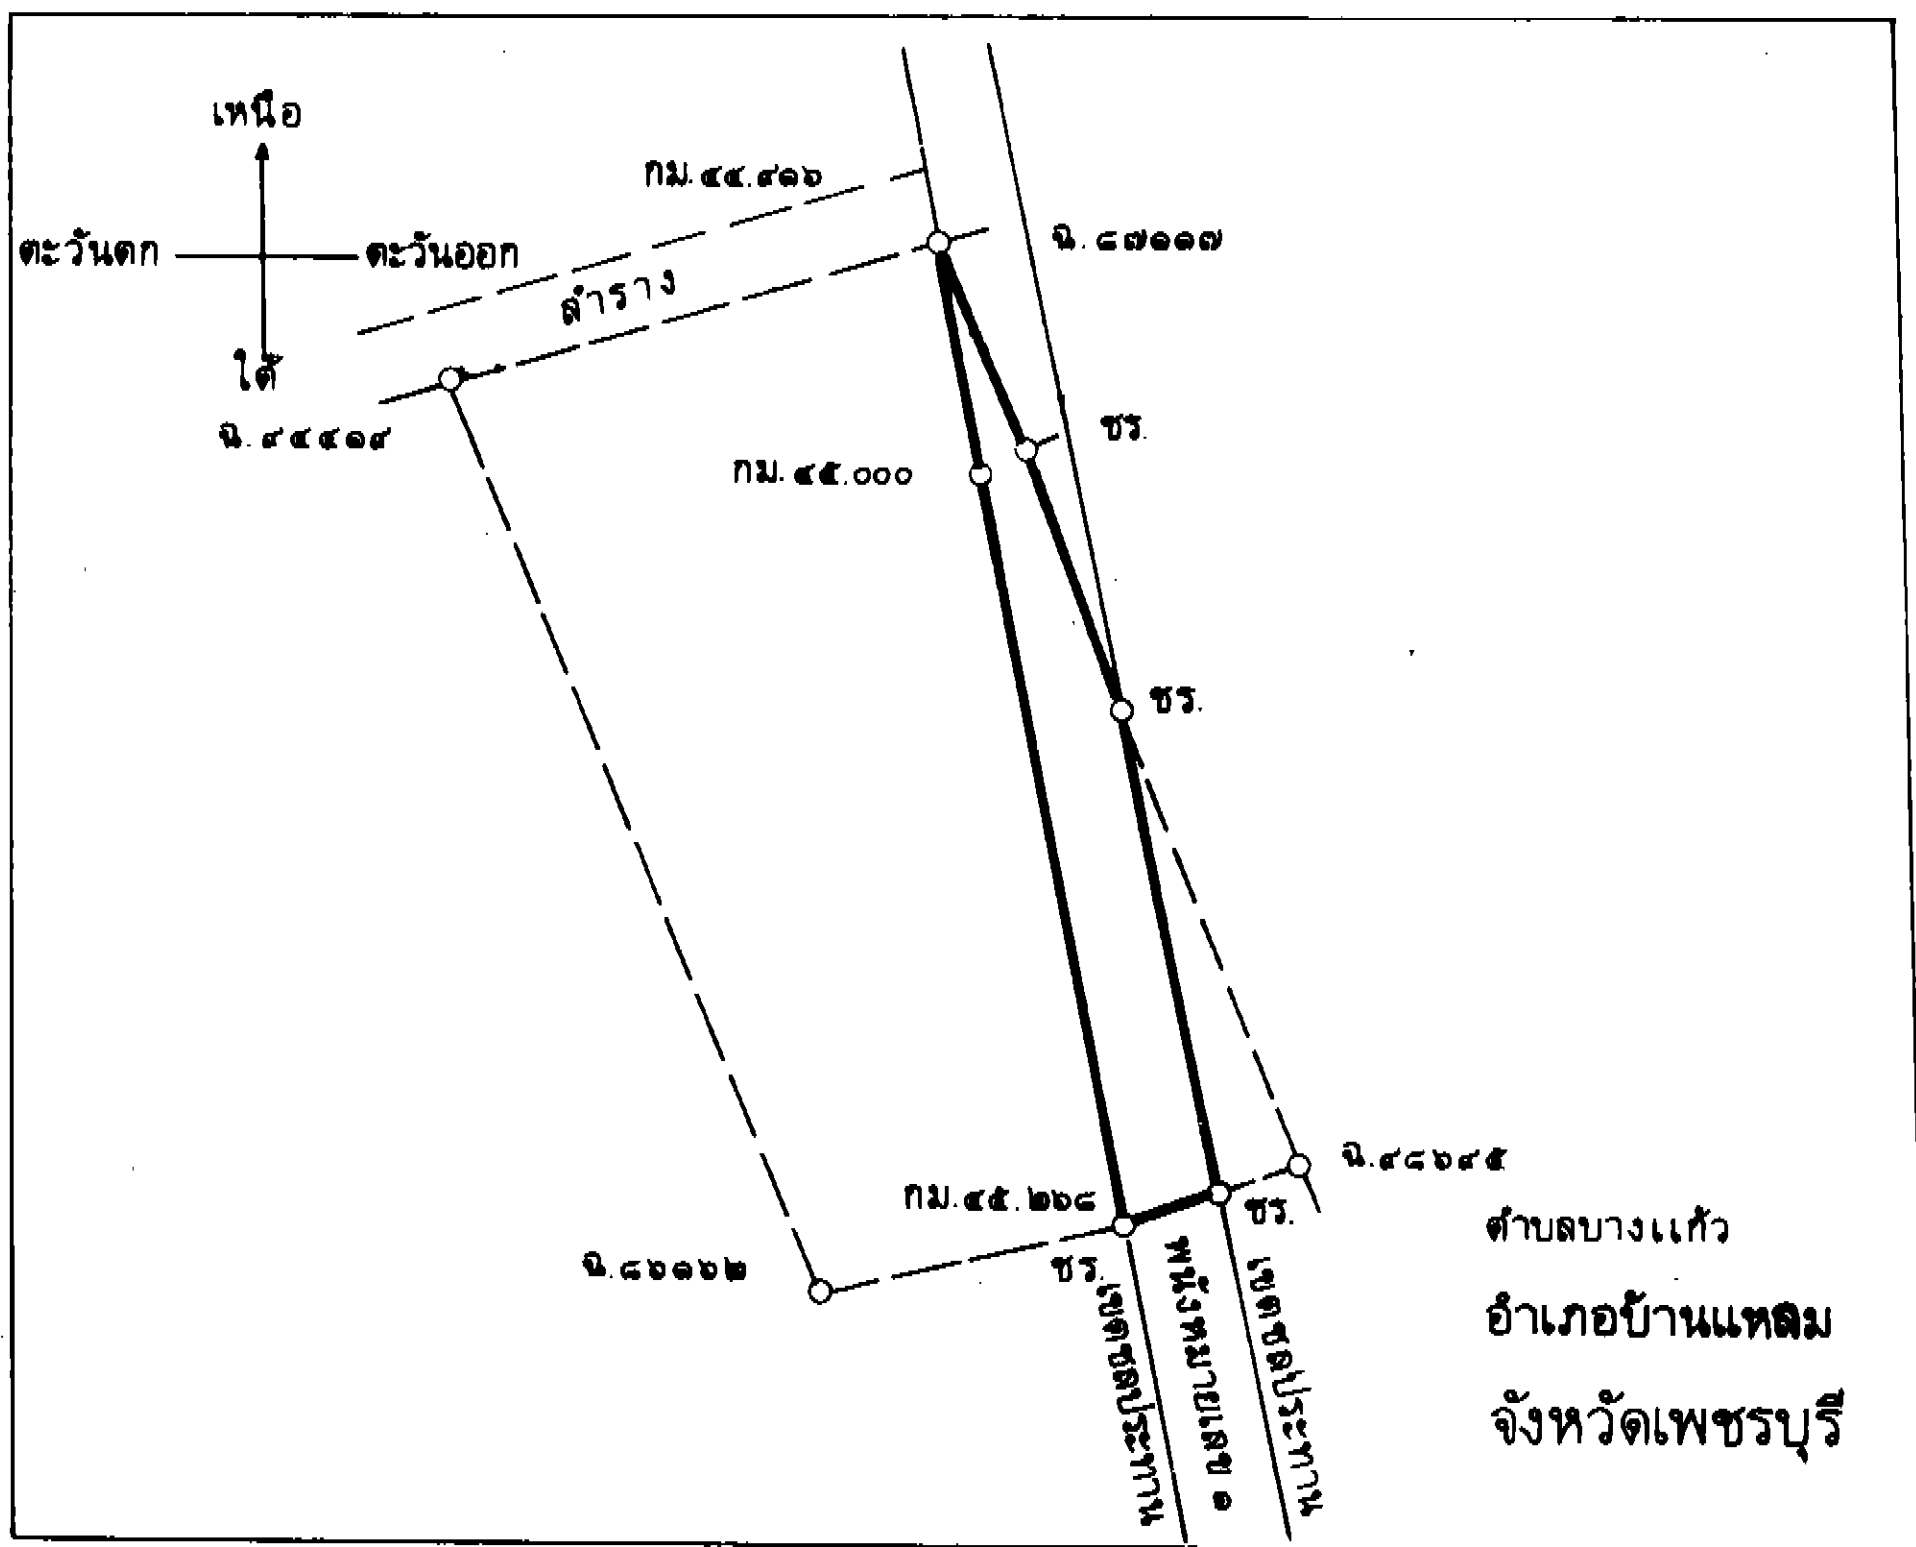 เหนือ
ตะวันตก
ตะวันออก
ใต้
กม. ๔๔.๙๑๖
ลำราง
ฉ. ๘๗๑๑๗
ฉ. ๙๔๕๑๙
ชร.
กม. ๔๕.๐๐๐
ชร.
ฉ.๙๘๖๙๕
กม. ๔๕.๒๖๘
ชร.
ฉ.๘๖๑๖๒
ชร.
เขตชลประทาน
พนังหมายเลข ๑
เขตชลประทาน
ตำบลบางแก้ว
อำเภอบ้านแหลม
จังหวัดเพชรบุรี